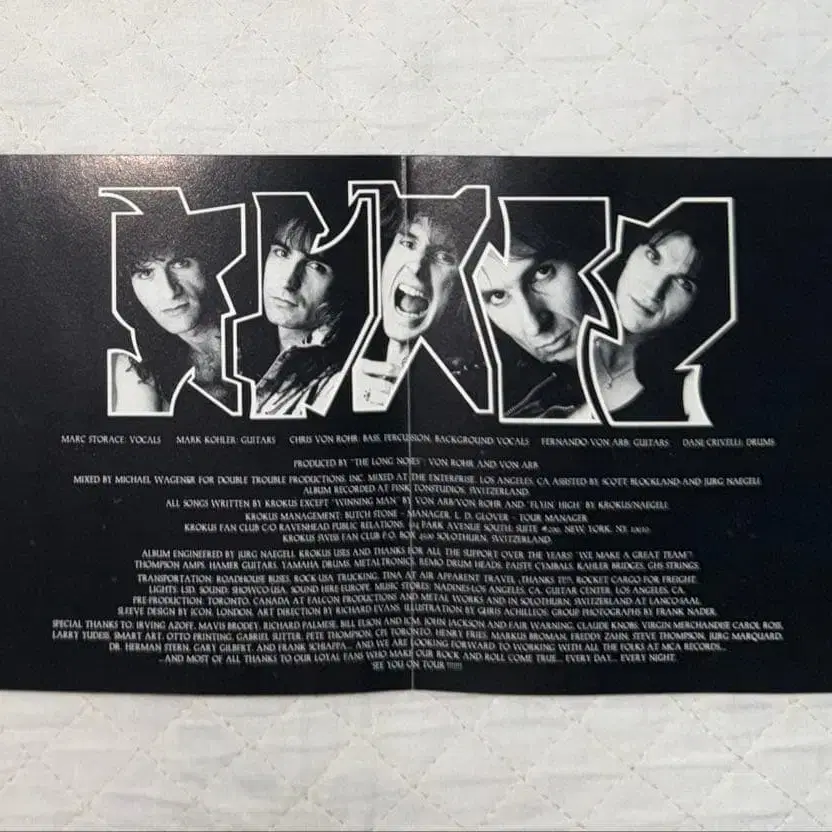 MARC STORACE: VOCALS MARK KOHLER: GUITARS CHRIS VON ROHR: BASS, PERCUSSION, BACKGROUND VOCALS FERNANDO VON ARB: GUITARS DANI CRIVELLI: DRUMS
PRODUCED BY "THE LONG NOSES": VON ROHR AND VON ARB
MIXED BY MICHAEL WAGENER FOR DOUBLE TROUBLE PRODUCTIONS, INC. MIXED AT THE ENTERPRISE, LOS ANGELES, CA. ASSISTED BY SCOTT BLOCKLAND AND JURG NAEGELI
ALBUM RECORDED AT PINK TONSTUDIOS, SWITZERLAND.
ALL SONGS WRITTEN BY KROKUS EXCEPT "WINNING MAN" BY VON ARB/VON ROHR AND "FLYIN' HIGH" BY KROKUS/NAEGELI
KROKUS MANAGEMENT: BUTCH STONE - MANAGER, L. D. GLOVER - TOUR MANAGER
KROKUS FAN CLUB C/O RAVENHEAD PUBLIC RELATIONS, PARK AVENUE SOUTH, SUITE NEW YORK, NY.
KROKUS SWISS FAN CLUB P.O. BOX 4500 SOLOTHURN, SWITZERLAND.
ALBUM ENGINEERED BY JURG NAEGELI. KROKUS USES AND THANKS FOR ALL THE SUPPORT OVER THE YEARS! "WE MAKE A GREAT TEAM"!
THOMPSON AMPS, HAMER GUITARS, YAMAHA DRUMS, METALTRONICS, REMO DRUM HEADS, PAISTE CYMBALS, KAHLER BRIDGES, GHS STRINGS.
TRANSPORTATION: ROADHOUSE BUSES, ROCK USA TRUCKING, TINA AT AIR APPARENT TRAVEL, ROCKET CARGO FOR FREIGHT.
LIGHTS: LSD. SOUND: SHOWCO USA. SOUND HIRE EUROPE. MUSIC STORES: NADINES-LOS ANGELES, CA. GUITAR CENTER, LOS ANGELES, CA.
PRE-PRODUCTION: TORONTO, CANADA AT FALCON PRODUCTIONS AND METAL WORKS AND IN SOLOTHURN, SWITZERLAND AT LANCO-SAAL
SLEEVE DESIGN BY ICON, LONDON. ART DIRECTION BY RICHARD EVANS. ILLUSTRATION BY CHRIS ACHILLEOS. GROUP PHOTOGRAPHS BY FRANK NADER.
SPECIAL THANKS TO: IRVING AZOFF, MAVIS BRODEY, RICHARD PALMESE, BILL ELSON AND ICM, JOHN JACKSON AND FAIR WARNING, CLAUDE KNOBS, VIRGIN MERCHANDISE CAROL ROSS,
LARRY YUDESS, SMART ART, OTTO PRINTING, GABRIEL SUTTER, PETE THOMPSON, CPI TORONTO, HENRY FRIES, MARKUS BROMAN, FREDDY ZAHN, STEVE THOMPSON, JURG MARQUARD,
DR. HERMAN STERN, GARY GILBERT, AND FRANK SCHIAPPA... AND WE ARE LOOKING FORWARD TO WORKING WITH ALL THE FOLKS AT MCA RECORDS...
...AND MOST OF ALL THANKS TO OUR LOYAL FANS WHO MAKE OUR ROCK AND ROLL COME TRUE... EVERY DAY... EVERY NIGHT.
SEE YOU ON TOUR !!!!!!